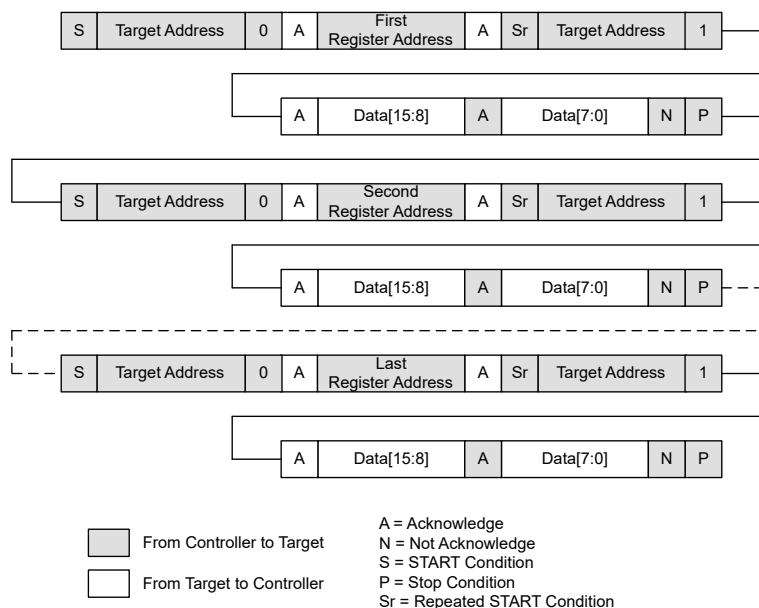 S Target Address 0 A First Register Address A Sr Target Address 1
A Data[15:8] A Data[7:0] N P
S Target Address 0 A Second Register Address A Sr Target Address 1
A Data[15:8] A Data[7:0] N P
S Target Address 0 A Last Register Address A Sr Target Address 1
A Data[15:8] A Data[7:0] N P
From Controller to Target
From Target to Controller
A = Acknowledge
N = Not Acknowledge
S = START Condition
P = Stop Condition
Sr = Repeated START Condition